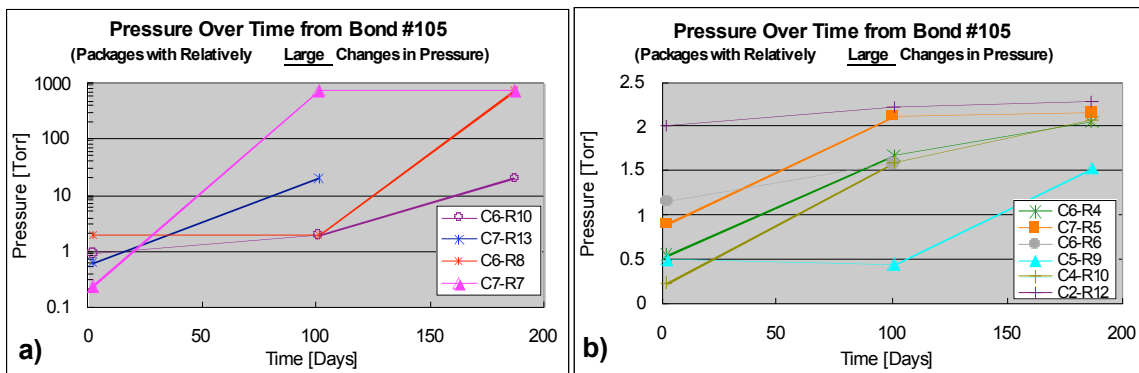 Pressure Over Time from Bond #105
(Packages with Relatively Large Changes in Pressure)
Pressure [Torr]
1000
100
10
1
0.1
0
50
100
150
200
Time [Days]
C6-R10
C7-R13
C6-R8
C7-R7
a)
Pressure Over Time from Bond #105
(Packages with Relatively Large Changes in Pressure)
Pressure [Torr]
2.5
2
1.5
1
0.5
0
0
50
100
150
200
Time [Days]
C6-R4
C7-R5
C6-R6
C5-R9
C4-R10
C2-R12
b)